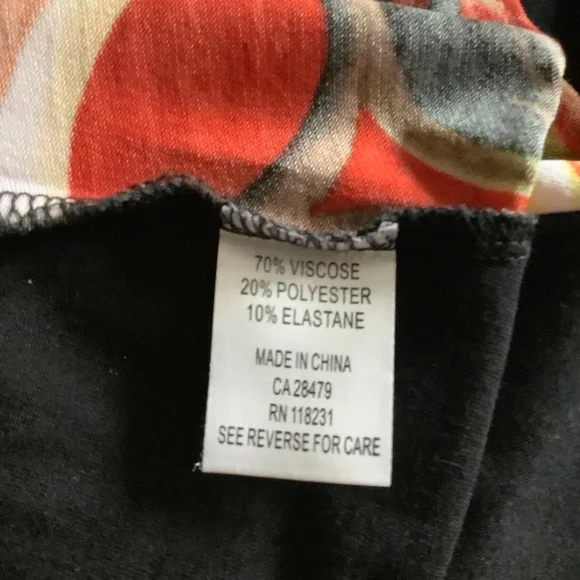 70% VISCOSE
20% POLYESTER
10% ELASTANE
MADE IN CHINA
CA 28479
RN 118231
SEE REVERSE FOR CARE